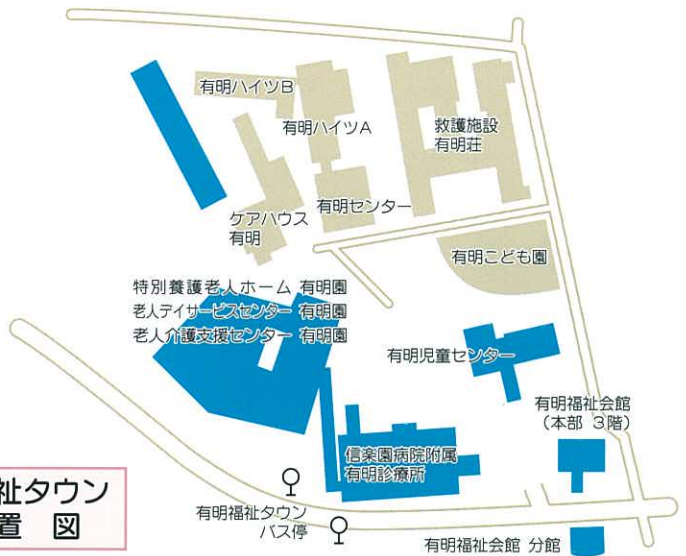 有明ハイツB
有明ハイツA
救護施設
有明荘
ケアハウス
有明
有明センター
有明こども園
特別養護老人ホーム 有明園
老人デイサービスセンター 有明園
老人介護支援センター 有明園
有明児童センター
有明福祉会館
(本部 3階)
信楽園病院附属
有明診療所
有明福祉タウン
バス停
有明福祉会館 分館
祉タウン
置 図